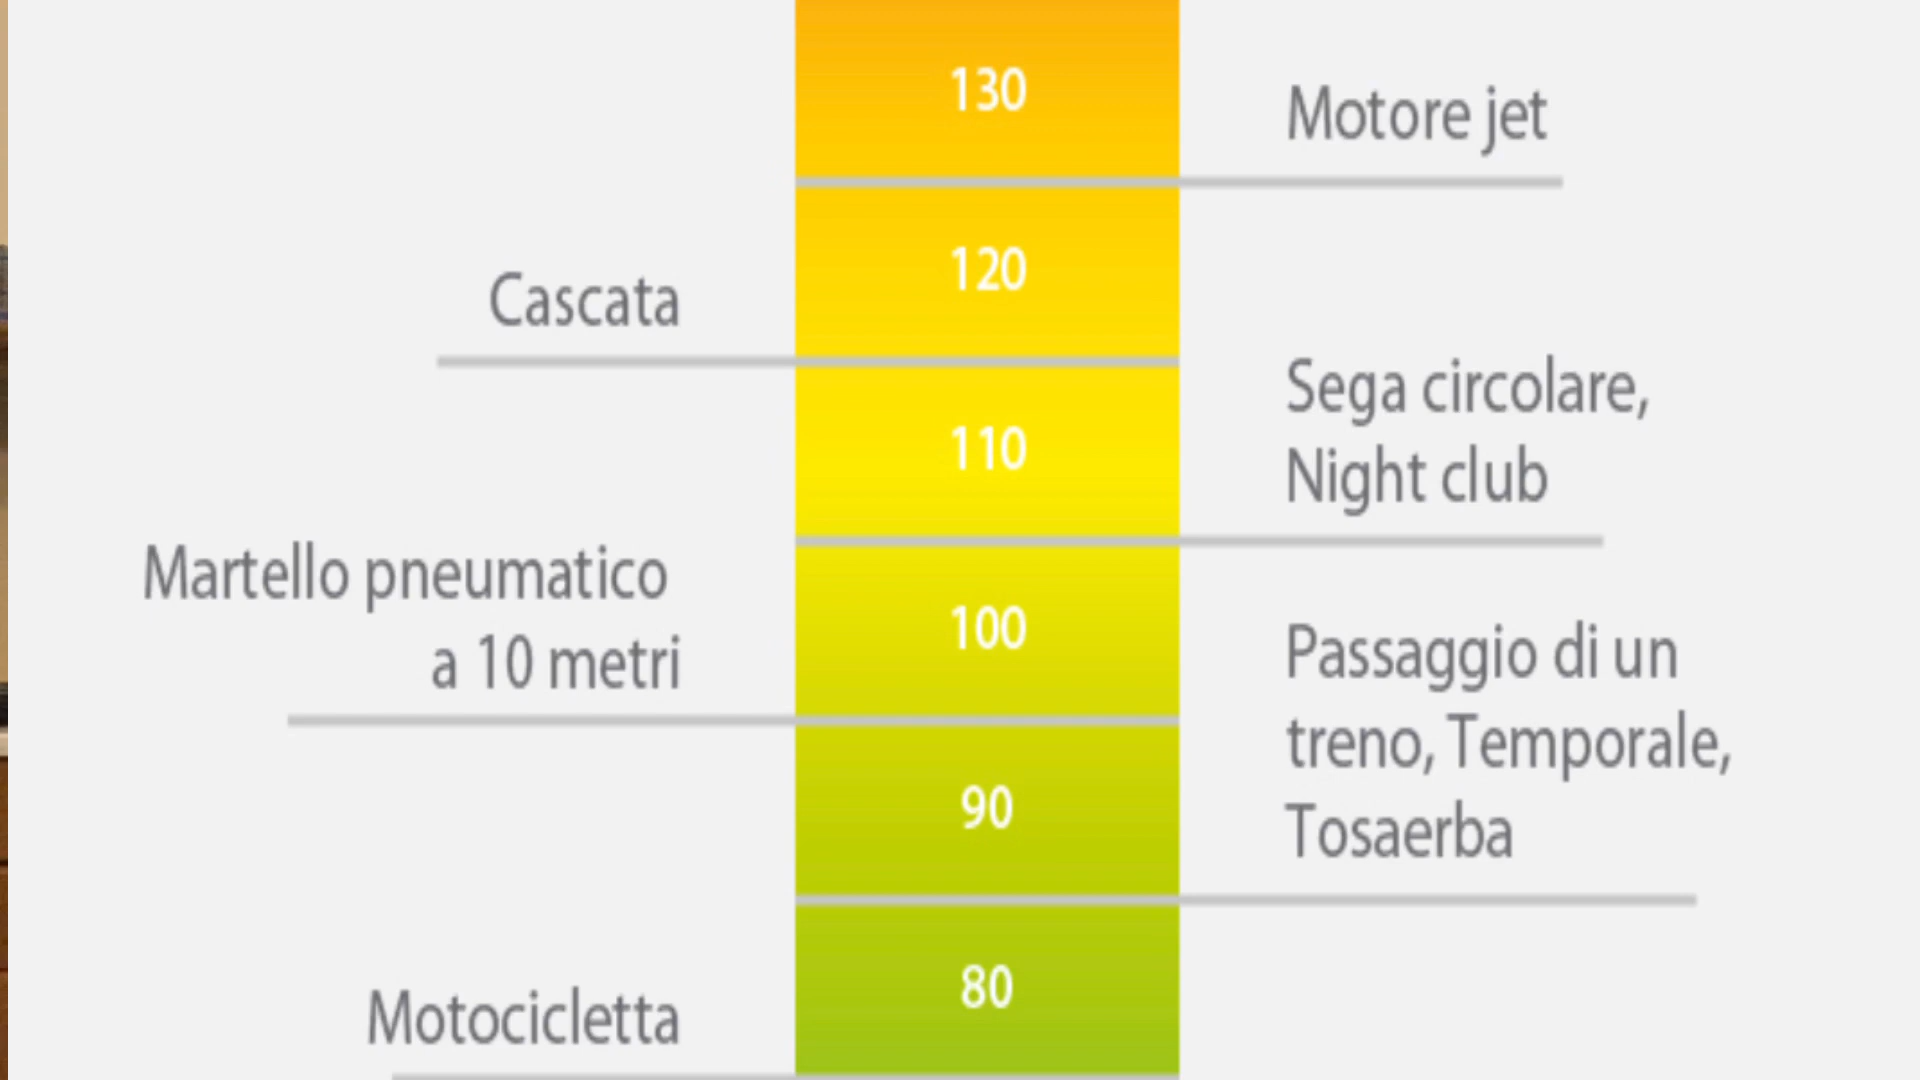 130
Motore jet
120
Cascata
110
Sega circolare,
Night club
100
Martello pneumatico
a 10 metri
90
Passaggio di un
treno, Temporale,
Tosaerba
80
Motocicletta